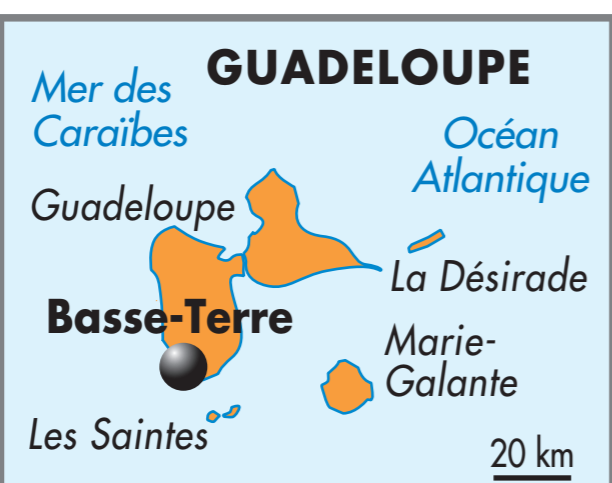 GUADELOUPE
Mer des
Caraïbes
Océan
Atlantique
Guadeloupe
La Désirade
Basse-Terre
Marie-
Galante
Les Saintes
20 km